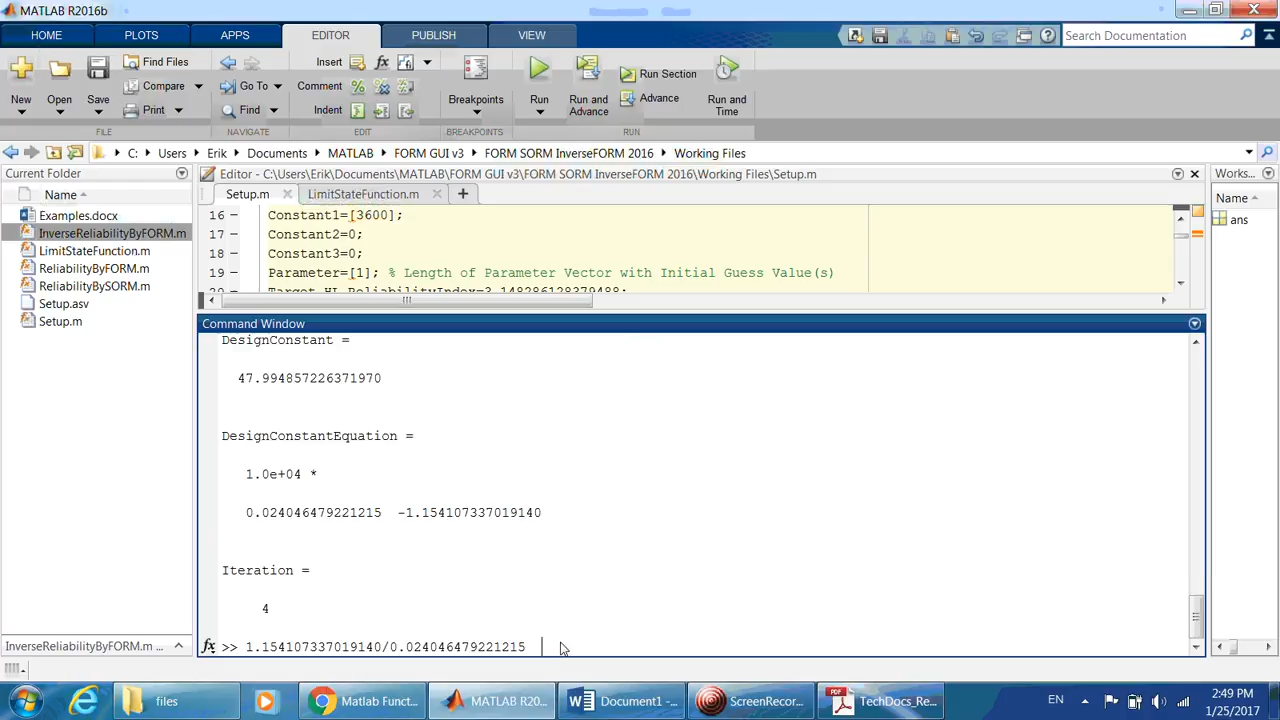 MATLAB R2016b
HOME PLOTS APPS EDITOR PUBLISH VIEW Search Documentation
New Open Save Find Files Compare Print
Go To Find
Insert Comment Indent
Breakpoints Run Run and Advance Run Section Advance Run and Time
FILE NAVIGATE EDIT BREAKPOINTS RUN
C: Users Erik Documents MATLAB FORM GUI v3 FORM SORM InverseFORM 2016 Working Files
Current Folder
Name
Examples.docx
InverseReliabilityByFORM.m
LimitStateFunction.m
ReliabilityByFORM.m
ReliabilityBySORM.m
Setup.asv
Setup.m
InverseReliabilityByFORM.m ...
Editor - C:\Users\Erik\Documents\MATLAB\FORM GUI v3\FORM SORM InverseFORM 2016\Working Files\Setup.m
Setup.m LimitStateFunction.m
16 - Constant1=[3600];
17 - Constant2=0;
18 - Constant3=0;
19 - Parameter=[1]; % Length of Parameter Vector with Initial Guess Value(s)
20 - Target_HL_ReliabilityIndex=3.148286128379488;
Command Window
DesignConstant =
47.994857226371970
DesignConstantEquation =
1.0e+04 *
0.024046479221215 -1.154107337019140
Iteration =
4
fx >> 1.154107337019140/0.024046479221215
Works...
Name
ans
files Matlab Funct... MATLAB R20... Document1 -... ScreenRecor... TechDocs_Re... EN
2:49 PM
1/25/2017